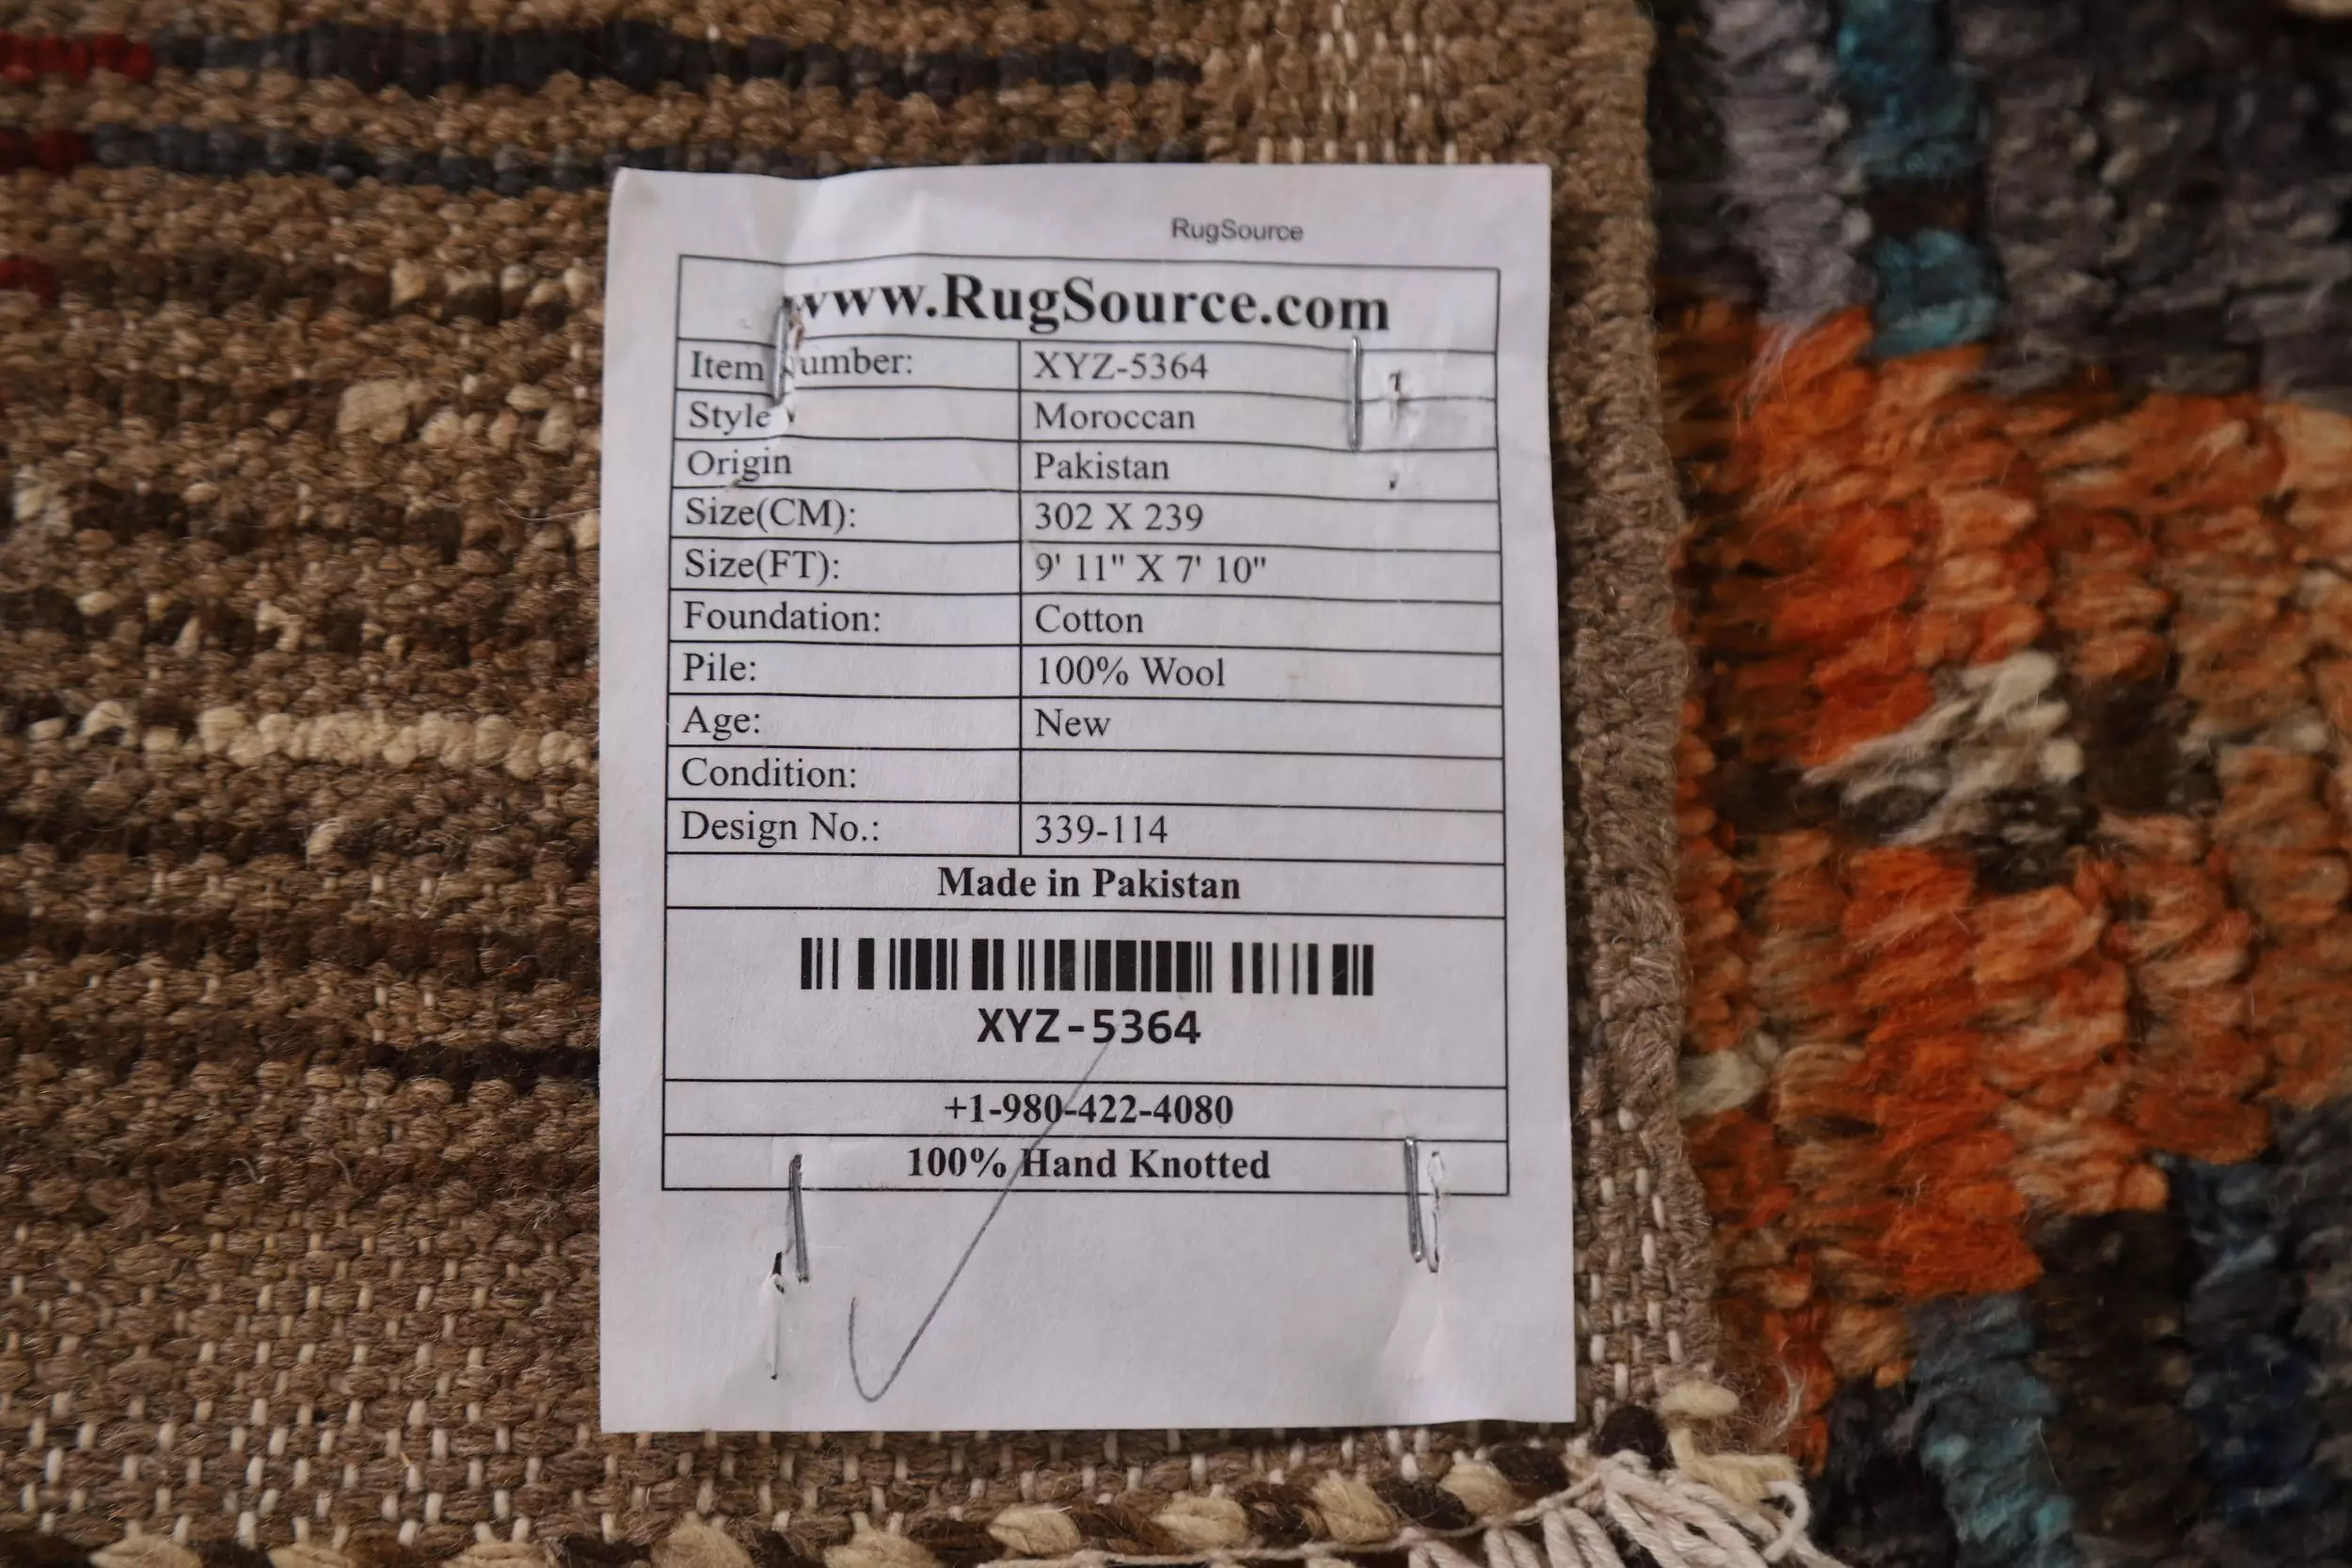 RugSource
www.RugSource.com
Item Number: XYZ-5364
Style Moroccan
Origin Pakistan
Size(CM): 302 X 239
Size(FT): 9' 11" X 7' 10"
Foundation: Cotton
Pile: 100% Wool
Age: New
Condition:
Design No.: 339-114
Made in Pakistan
XYZ-5364
+1-980-422-4080
100% Hand Knotted